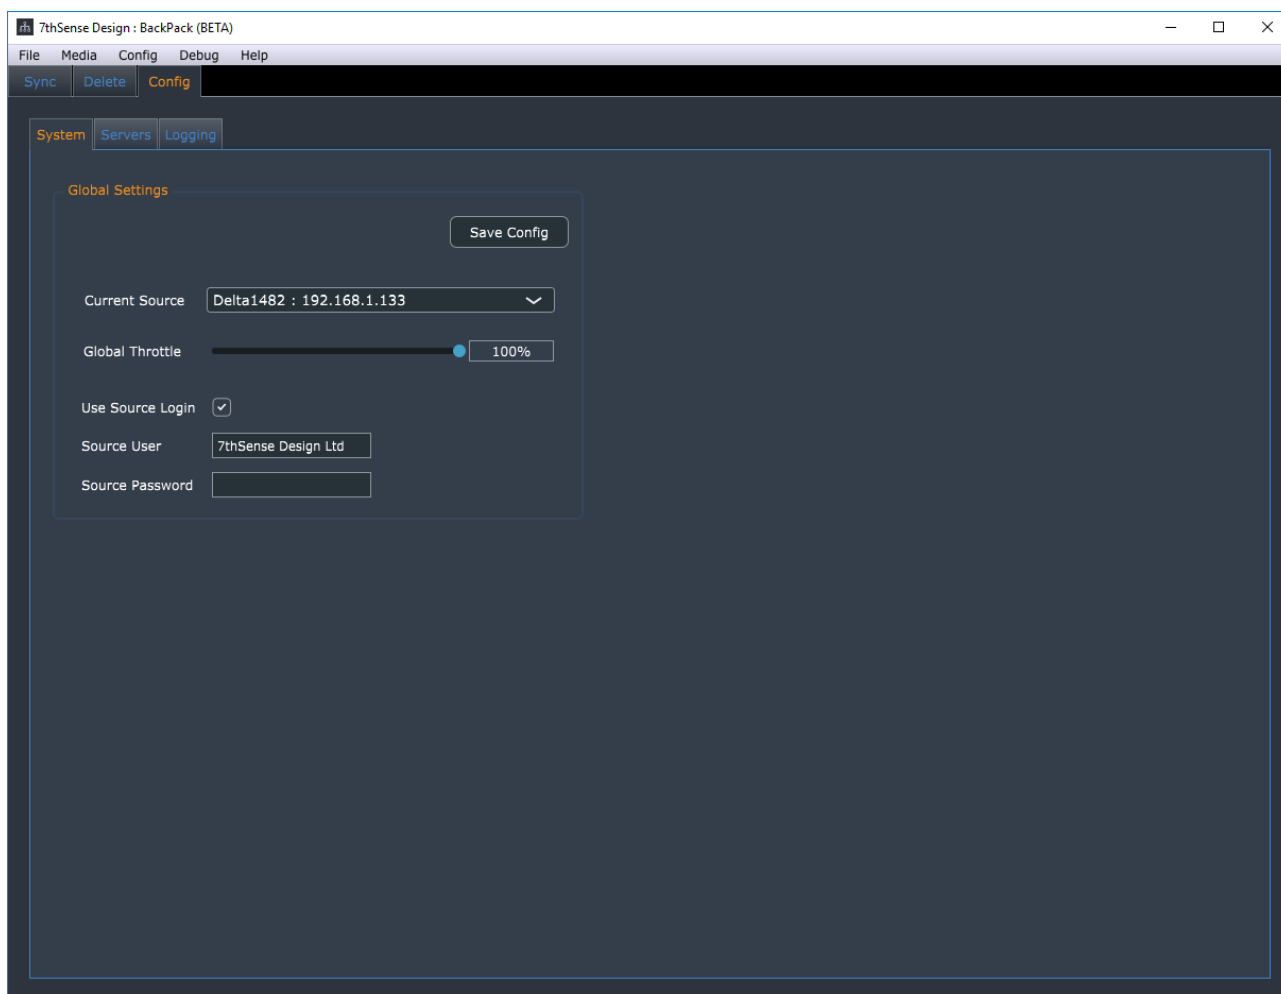 7thSense Design : BackPack (BETA)
File Media Config Debug Help
Sync Delete Config
System Servers Logging
Global Settings
Save Config
Current Source Delta1482 : 192.168.1.133
Global Throttle 100%
Use Source Login
Source User 7thSense Design Ltd
Source Password